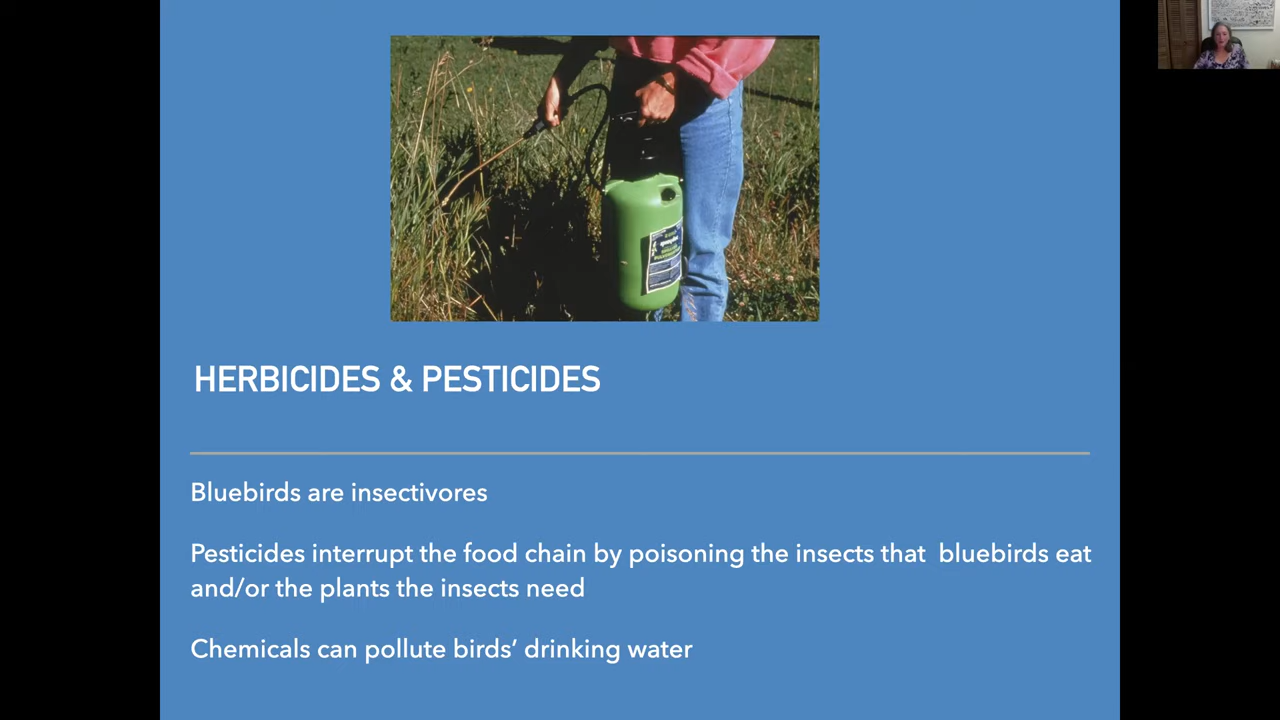 HERBICIDES & PESTICIDES
Bluebirds are insectivores
Pesticides interrupt the food chain by poisoning the insects that bluebirds eat
and/or the plants the insects need
Chemicals can pollute birds’ drinking water